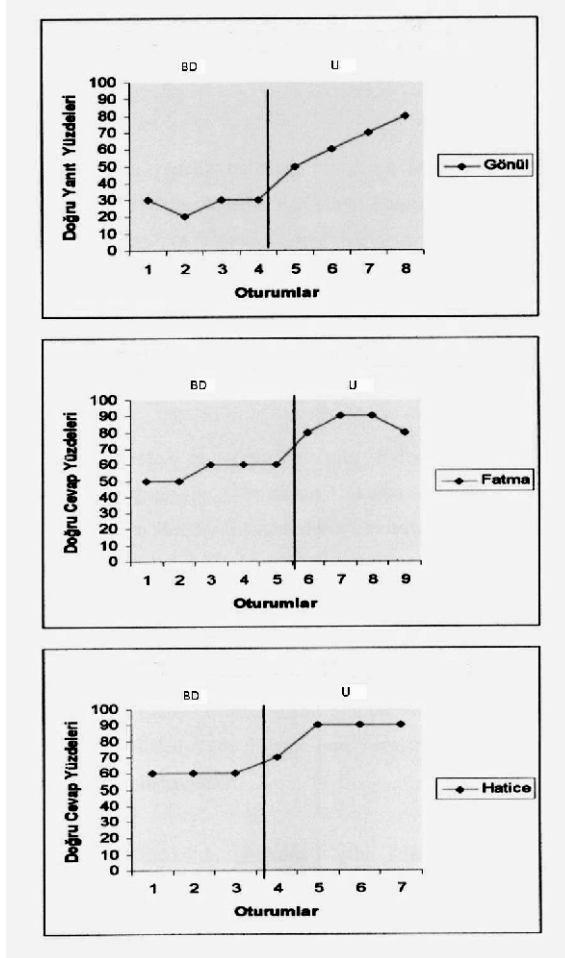 BD U
100
90
80
70
60
50
40
30
20
10
0
Doğru Yanıt Yüzdeleri
1 2 3 4 5 6 7 8
Oturumlar
Gönül
BD U
100
90
80
70
60
50
40
30
20
10
0
Doğru Cevap Yüzdeleri
1 2 3 4 5 6 7 8 9
Oturumlar
Fatma
BD U
100
90
80
70
60
50
40
30
20
10
0
Doğru Cevap Yüzdeleri
1 2 3 4 5 6 7
Oturumlar
Hatice